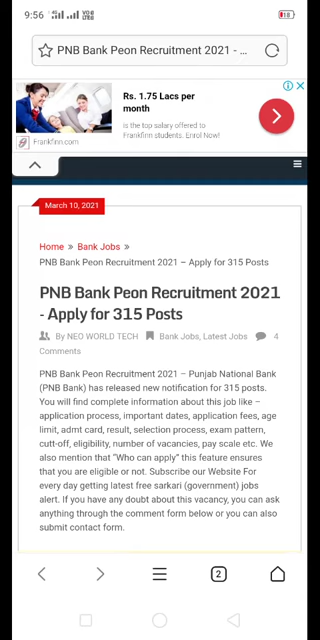 9:56
18
PNB Bank Peon Recruitment 2021 - ...
Rs. 1.75 Lacs per
month
is the top salary offered to
Frankfinn students. Enrol Now!
Frankfinn.com
March 10, 2021
Home » Bank Jobs »
PNB Bank Peon Recruitment 2021 – Apply for 315 Posts
PNB Bank Peon Recruitment 2021
- Apply for 315 Posts
By NEO WORLD TECH Bank Jobs, Latest Jobs 4
Comments
PNB Bank Peon Recruitment 2021 – Punjab National Bank
(PNB Bank) has released new notification for 315 posts.
You will find complete information about this job like –
application process, important dates, application fees, age
limit, admt card, result, selection process, exam pattern,
cutt-off, eligibility, number of vacancies, pay scale etc. We
also mention that “Who can apply” this feature ensures
that you are eligible or not. Subscribe our Website For
every day getting latest free sarkari (government) jobs
alert. If you have any doubt about this vacancy, you can ask
anything through the comment form below or you can also
submit contact form.
2